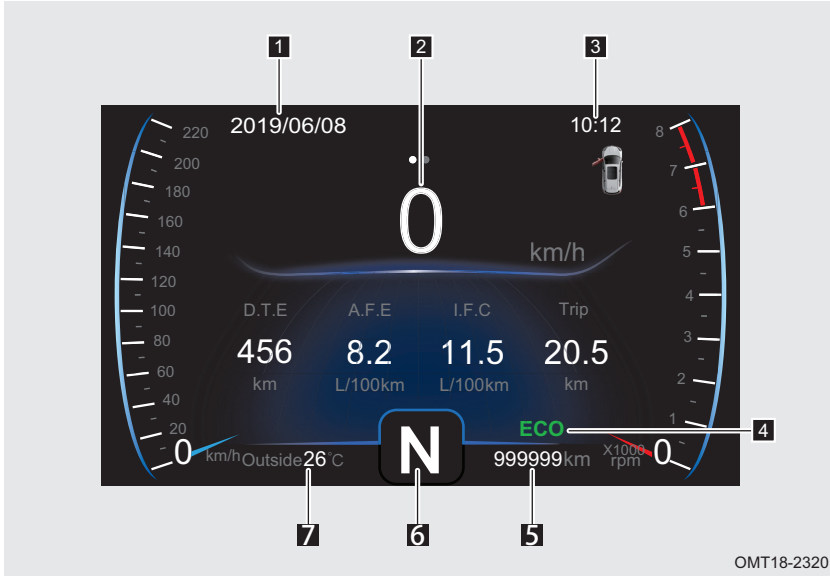 1 2 3
2019/06/08 10:12
220 8
200 7
180
160 6
0
140 km/h 5
120
100 D.T.E A.F.E I.F.C Trip 4
80 456 8.2 11.5 20.5 3
60 km L/100km L/100km km 2
40
20 ECO 1 4
0 km/h Outside 26°C N 999999 km X1000 rpm 0
7 6 5
OMT18-2320